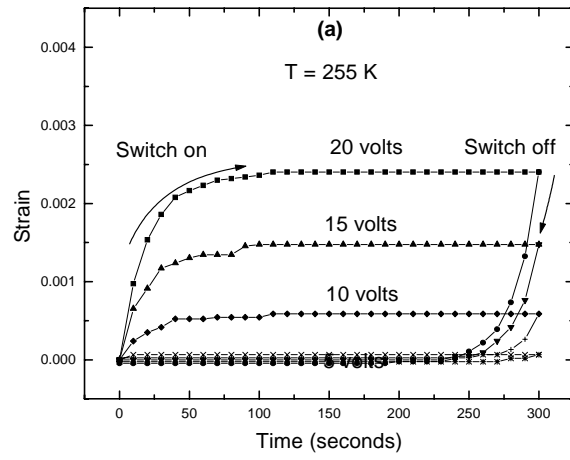 (a)
T = 255 K
Switch on
20 volts
Switch off
15 volts
10 volts
5 volts
Strain
0.004
0.003
0.002
0.001
0.000
0
50
100
150
200
250
300
Time (seconds)